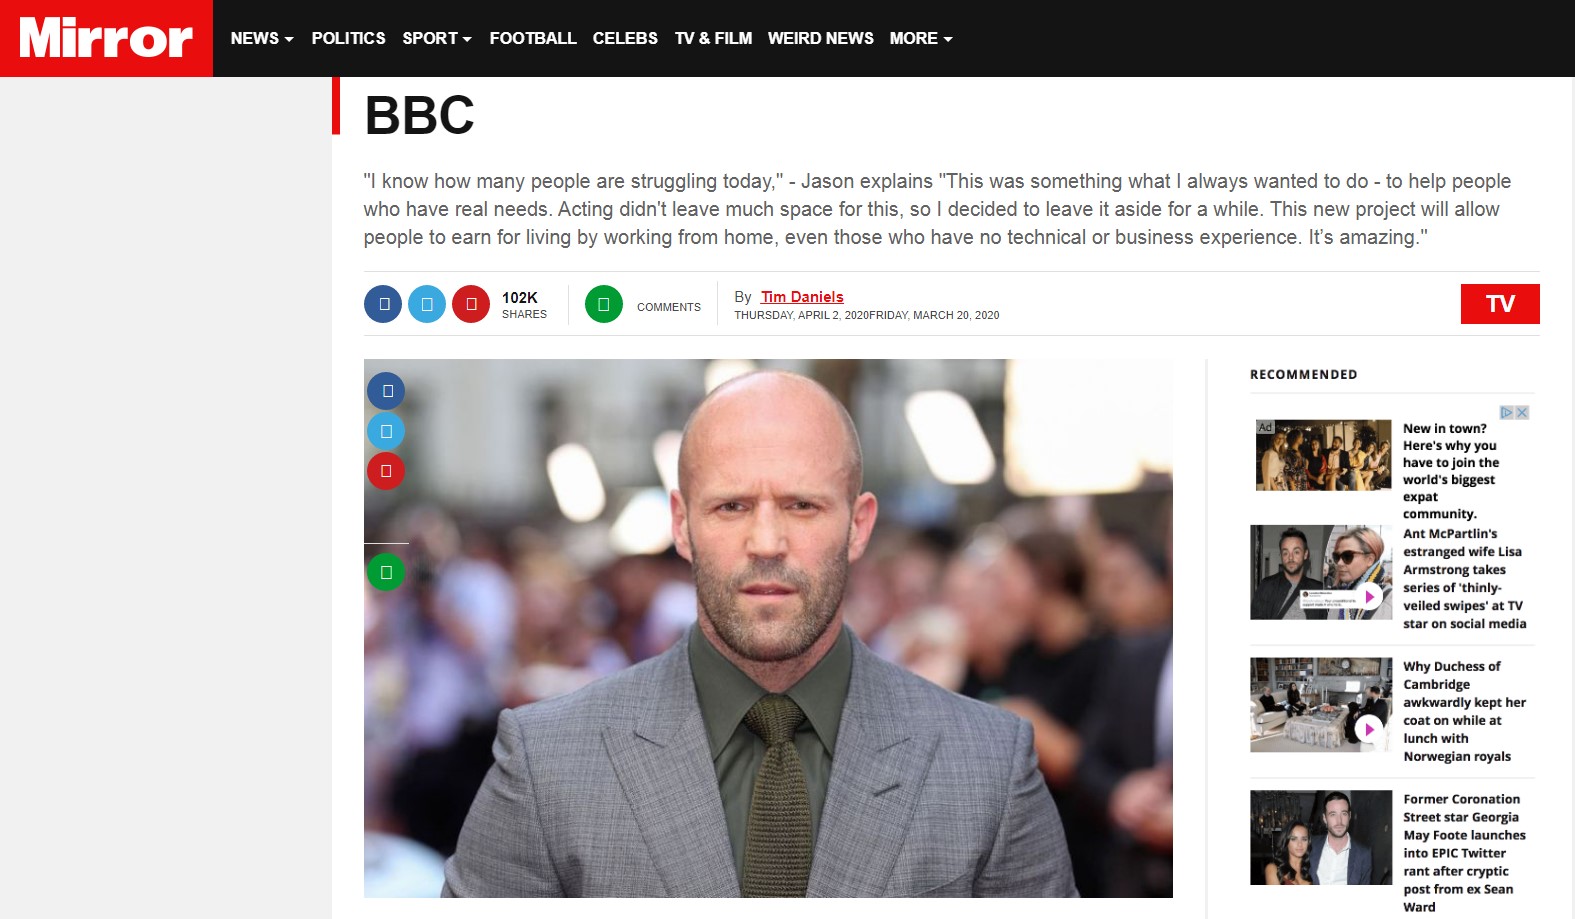 Mirror
NEWS POLITICS SPORT FOOTBALL CELEBS TV & FILM WEIRD NEWS MORE
BBC
"I know how many people are struggling today," - Jason explains "This was something what I always wanted to do - to help people
who have real needs. Acting didn't leave much space for this, so I decided to leave it aside for a while. This new project will allow
people to earn for living by working from home, even those who have no technical or business experience. It’s amazing."
102K
SHARES
COMMENTS
By Tim Daniels
THURSDAY, APRIL 2, 2020FRIDAY, MARCH 20, 2020
TV
RECOMMENDED
Ad
New in town?
Here's why you
have to join the
world's biggest
expat
community.
Ant McPartlin's
estranged wife Lisa
Armstrong takes
series of 'thinly-
veiled swipes' at TV
star on social media
Why Duchess of
Cambridge
awkwardly kept her
coat on while at
lunch with
Norwegian royals
Former Coronation
Street star Georgia
May Foote launches
into EPIC Twitter
rant after cryptic
post from ex Sean
Ward